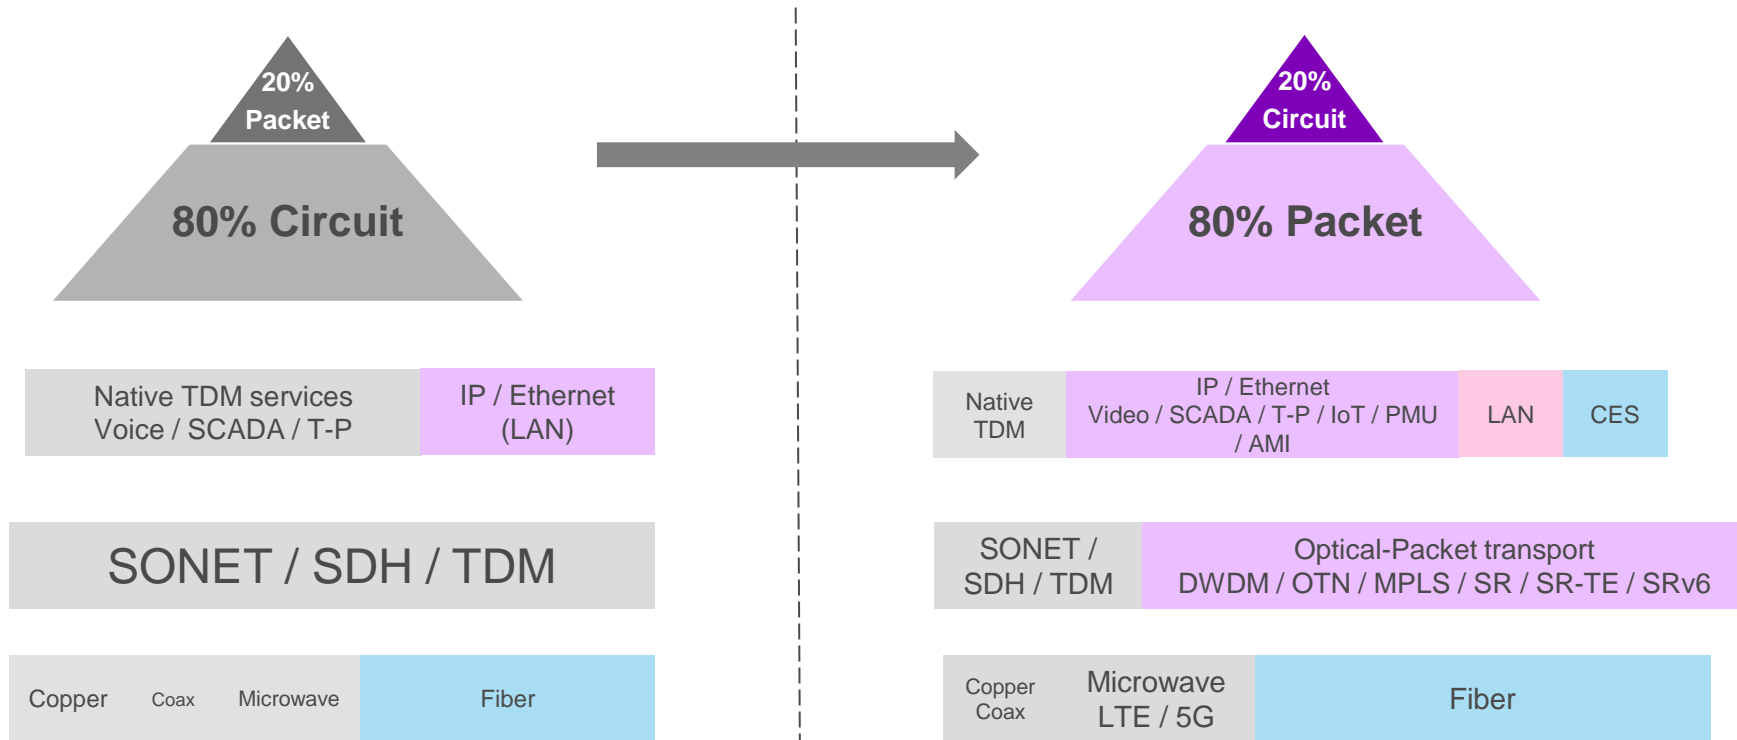 20%
Packet
80% Circuit
Native TDM services
Voice / SCADA / T-P
IP / Ethernet
(LAN)
SONET / SDH / TDM
Copper
Coax
Microwave
Fiber
20%
Circuit
80% Packet
Native
TDM
IP / Ethernet
Video / SCADA / T-P / IoT / PMU
/ AMI
LAN
CES
SONET /
SDH / TDM
Optical-Packet transport
DWDM / OTN / MPLS / SR / SR-TE / SRv6
Copper
Coax
Microwave
LTE / 5G
Fiber